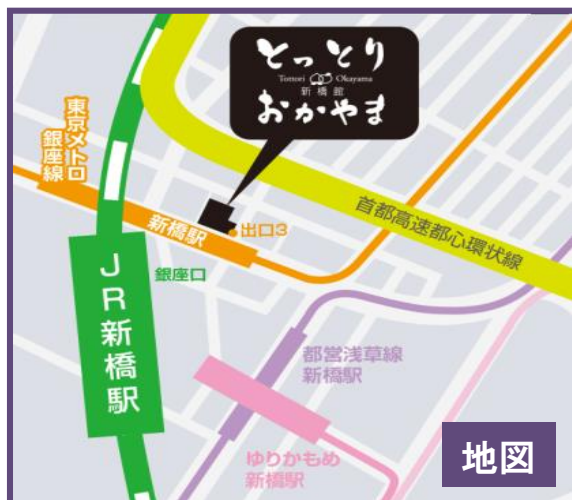 とっとり
Tottori Okayama
新橋館
おかやま
東京メトロ
銀座線
首都高速都心環状線
新橋駅
出口3
銀座口
JR新橋駅
都営浅草線
新橋駅
ゆりかもめ
新橋駅
地図